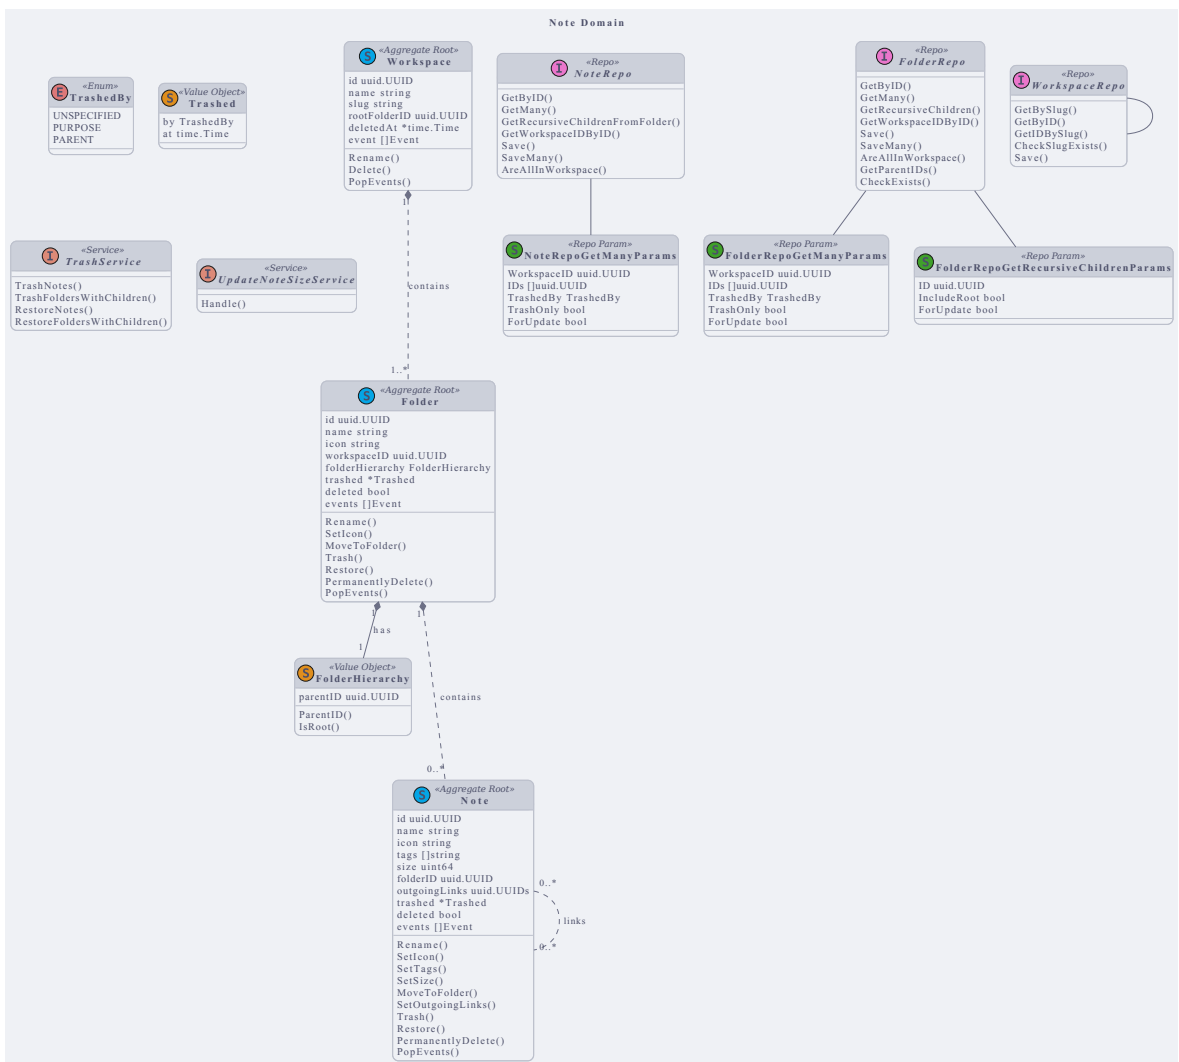 Note Domain
«Enum»
E TrashedBy
UNSPECIFIED
PURPOSE
PARENT
«Value Object»
S Trashed
by TrashedBy
at time.Time
«Aggregate Root»
S Workspace
id uuid.UUID
name string
slug string
rootFolderID uuid.UUID
deletedAt *time.Time
event []Event
Rename()
Delete()
PopEvents()
«Repo»
I NoteRepo
GetByID()
GetMany()
GetRecursiveChildrenFromFolder()
GetWorkspaceIDByID()
Save()
SaveMany()
AreAllInWorkspace()
«Repo»
I FolderRepo
GetByID()
GetMany()
GetRecursiveChildren()
GetWorkspaceIDByID()
Save()
SaveMany()
AreAllInWorkspace()
GetParentIDs()
CheckExists()
«Repo»
I WorkspaceRepo
GetBySlug()
GetByID()
GetIDBySlug()
CheckSlugExists()
Save()
1
contains
1..*
«Service»
I TrashService
TrashNotes()
TrashFoldersWithChildren()
RestoreNotes()
RestoreFoldersWithChildren()
«Service»
I UpdateNoteSizeService
Handle()
«Repo Param»
S NoteRepoGetManyParams
WorkspaceID uuid.UUID
IDs []uuid.UUID
TrashedBy TrashedBy
TrashOnly bool
ForUpdate bool
«Repo Param»
S FolderRepoGetManyParams
WorkspaceID uuid.UUID
IDs []uuid.UUID
TrashedBy TrashedBy
TrashOnly bool
ForUpdate bool
«Repo Param»
S FolderRepoGetRecursiveChildrenParams
ID uuid.UUID
IncludeRoot bool
ForUpdate bool
«Aggregate Root»
S Folder
id uuid.UUID
name string
icon string
workspaceID uuid.UUID
folderHierarchy FolderHierarchy
trashed *Trashed
deleted bool
events []Event
Rename()
SetIcon()
MoveToFolder()
Trash()
Restore()
PermanentlyDelete()
PopEvents()
1
has
1
1
contains
0..*
«Value Object»
S FolderHierarchy
parentID uuid.UUID
ParentID()
IsRoot()
«Aggregate Root»
S Note
id uuid.UUID
name string
icon string
tags []string
size uint64
folderID uuid.UUID
outgoingLinks uuid.UUIDs
trashed *Trashed
deleted bool
events []Event
Rename()
SetIcon()
SetTags()
SetSize()
MoveToFolder()
SetOutgoingLinks()
Trash()
Restore()
PermanentlyDelete()
PopEvents()
0..*
links
0..*